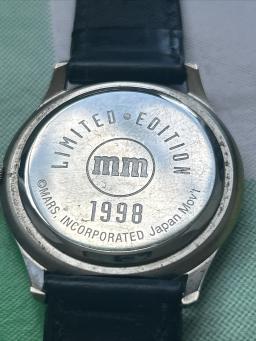 LIMITED • EDITION
mm
1998
©MARS, INCORPORATED Japan Mov't